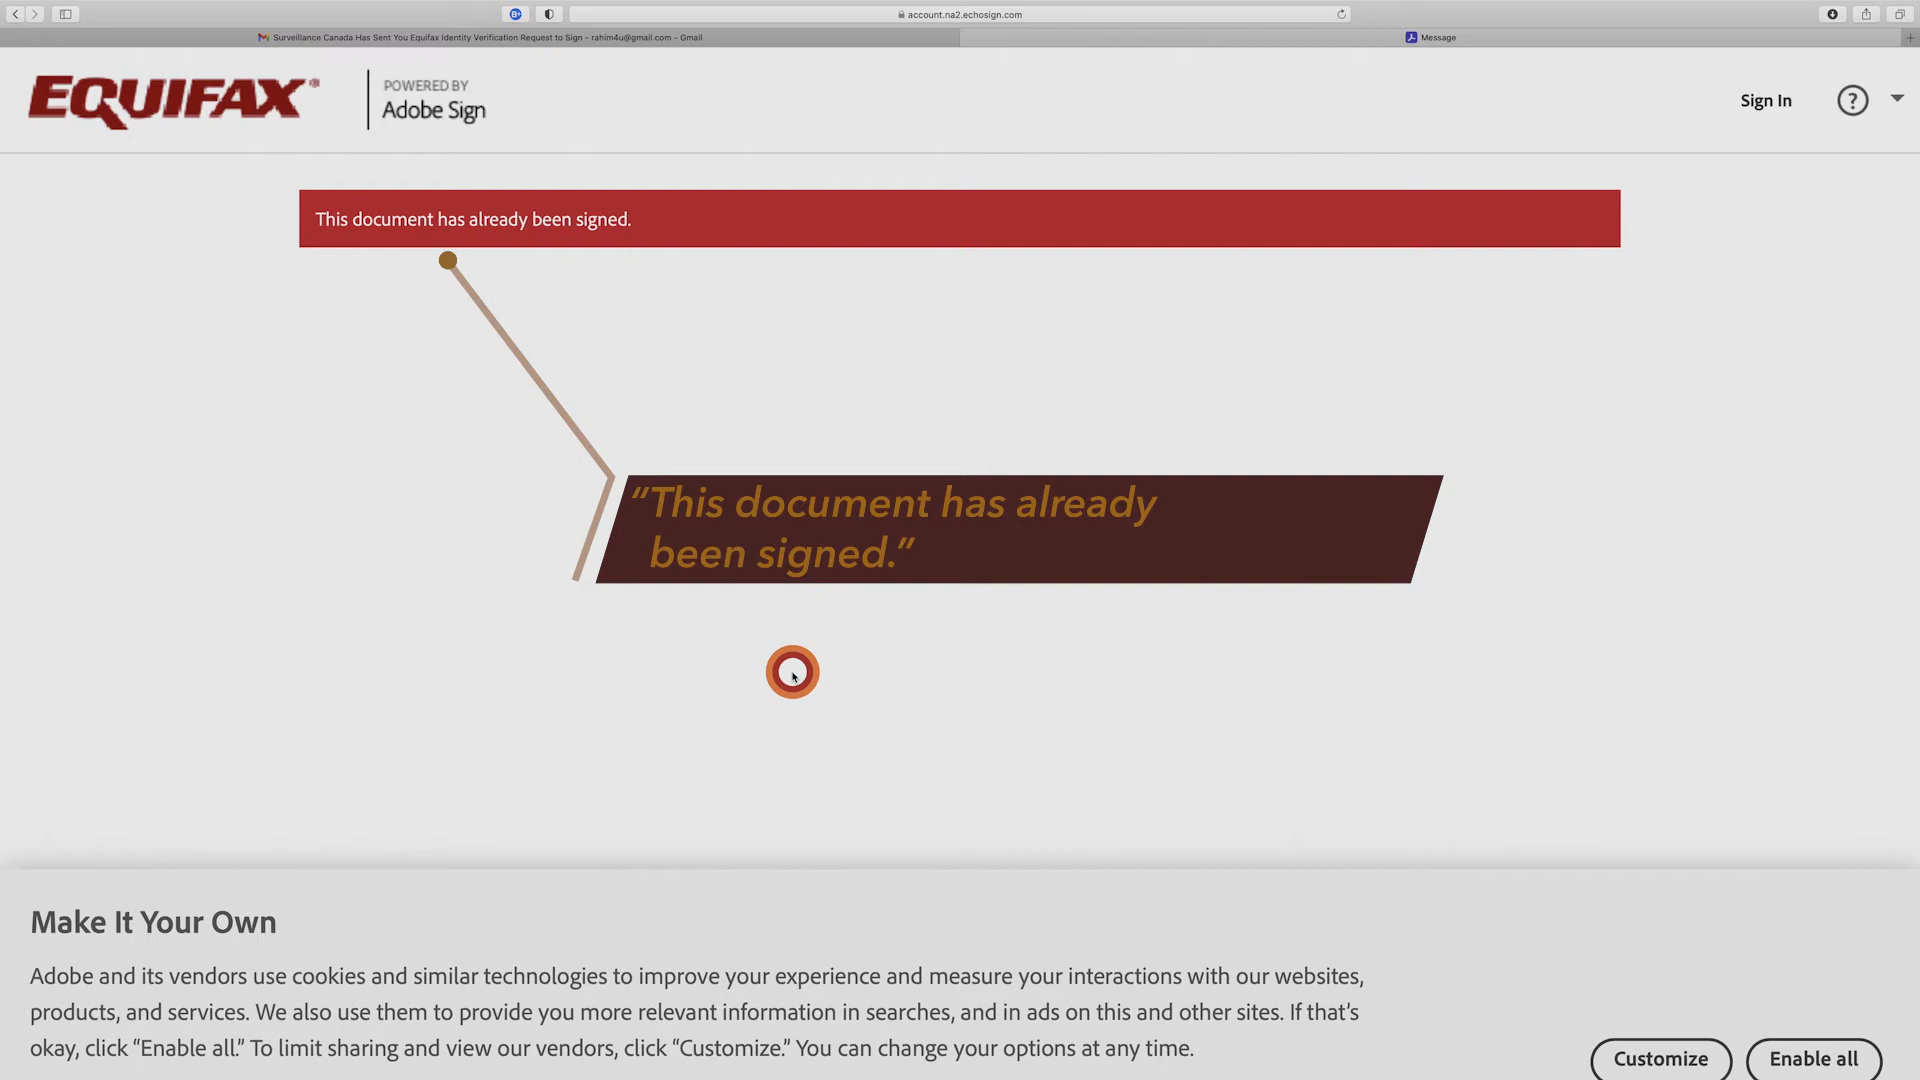 account.na2.echosign.com
Surveillance Canada Has Sent You Equifax Identity Verification Request to Sign - rahim4u@gmail.com - Gmail
Message
EQUIFAX®
POWERED BY
Adobe Sign
Sign In
?
This document has already been signed.
“This document has already
been signed.”
Make It Your Own
Adobe and its vendors use cookies and similar technologies to improve your experience and measure your interactions with our websites,
products, and services. We also use them to provide you more relevant information in searches, and in ads on this and other sites. If that’s
okay, click “Enable all.” To limit sharing and view our vendors, click “Customize.” You can change your options at any time.
Customize
Enable all